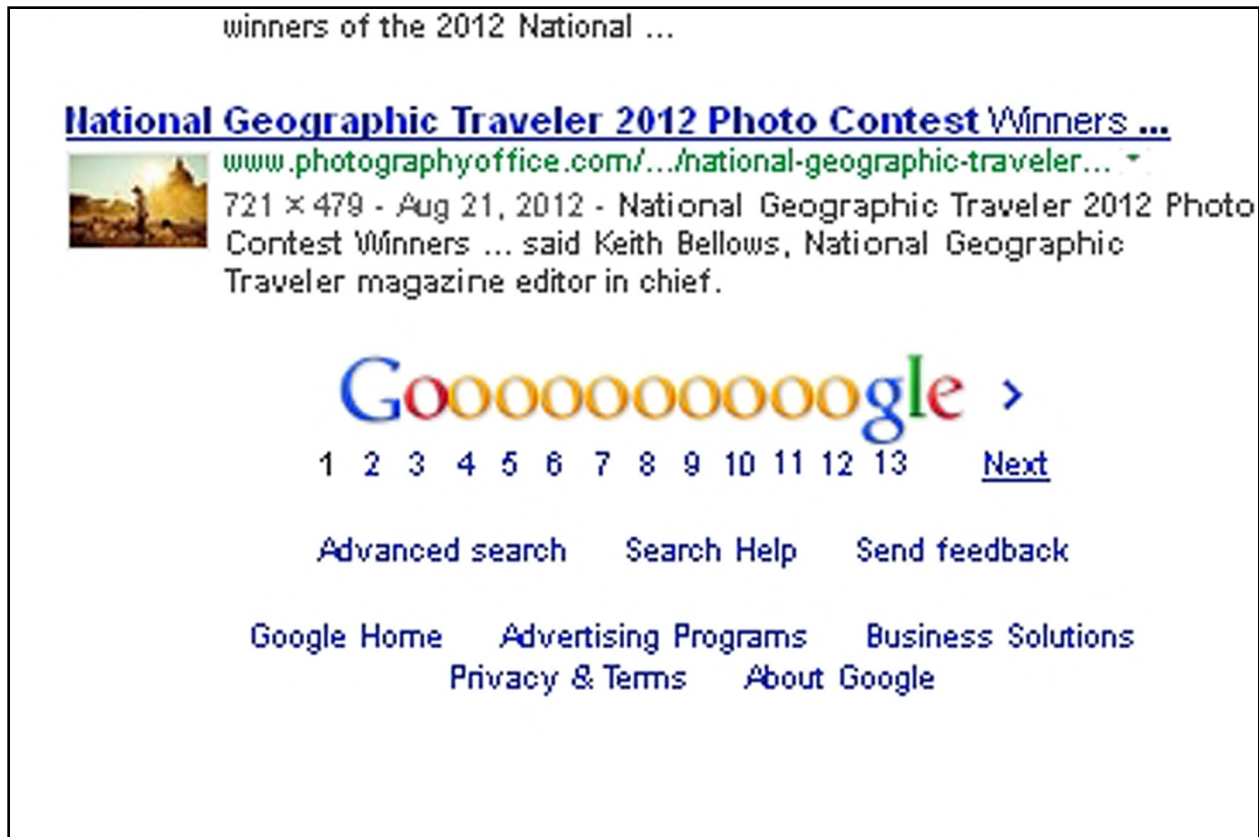 winners of the 2012 National ...
National Geographic Traveler 2012 Photo Contest Winners ...
www.photographyoffice.com/.../national-geographic-traveler...
721 × 479 - Aug 21, 2012 - National Geographic Traveler 2012 Photo
Contest Winners ... said Keith Bellows, National Geographic
Traveler magazine editor in chief.
Goooooooooogle >
1 2 3 4 5 6 7 8 9 10 11 12 13 Next
Advanced search Search Help Send feedback
Google Home Advertising Programs Business Solutions
Privacy & Terms About Google